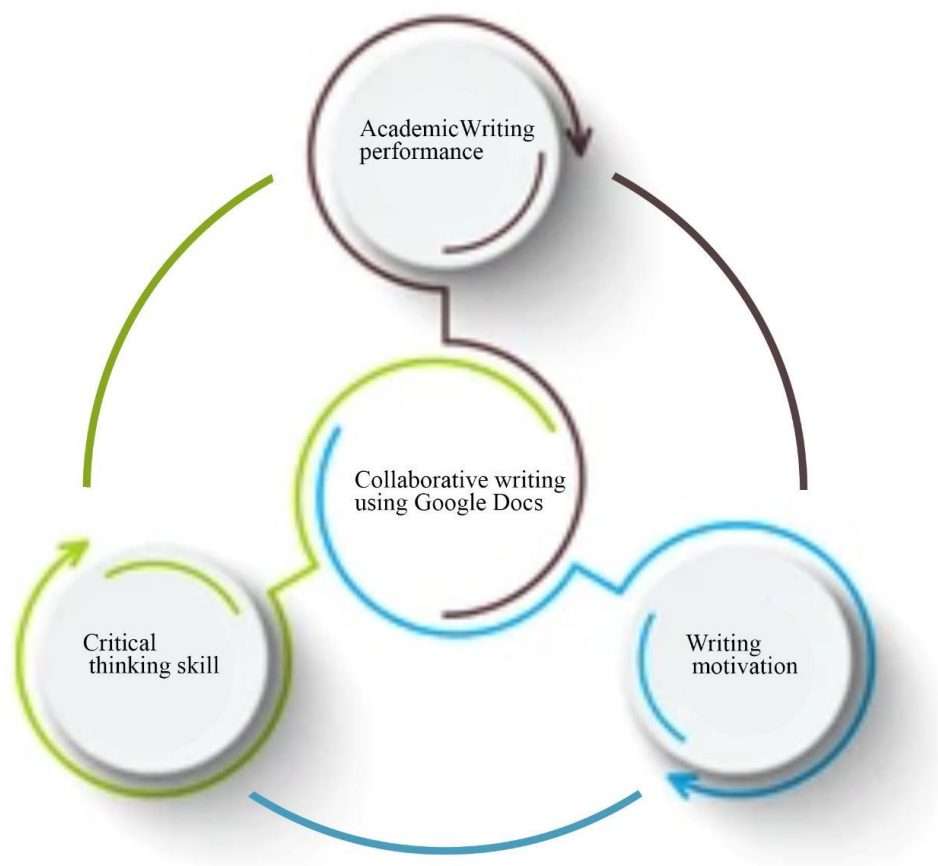 AcademicWriting
performance
Collaborative writing
using Google Docs
Critical
thinking skill
Writing
motivation